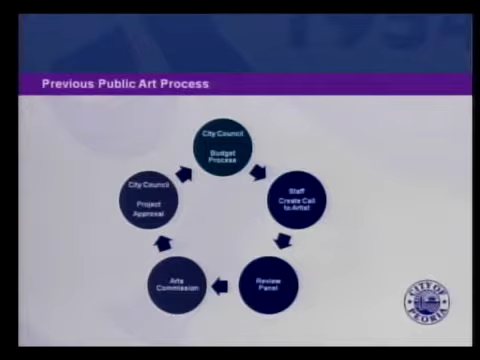 1954
Previous Public Art Process
City Council
Budget
Process
Staff
Create Call
to Artist
Review
Panel
Arts
Commission
City Council
Project
Approval
CITY OF
PEORIA